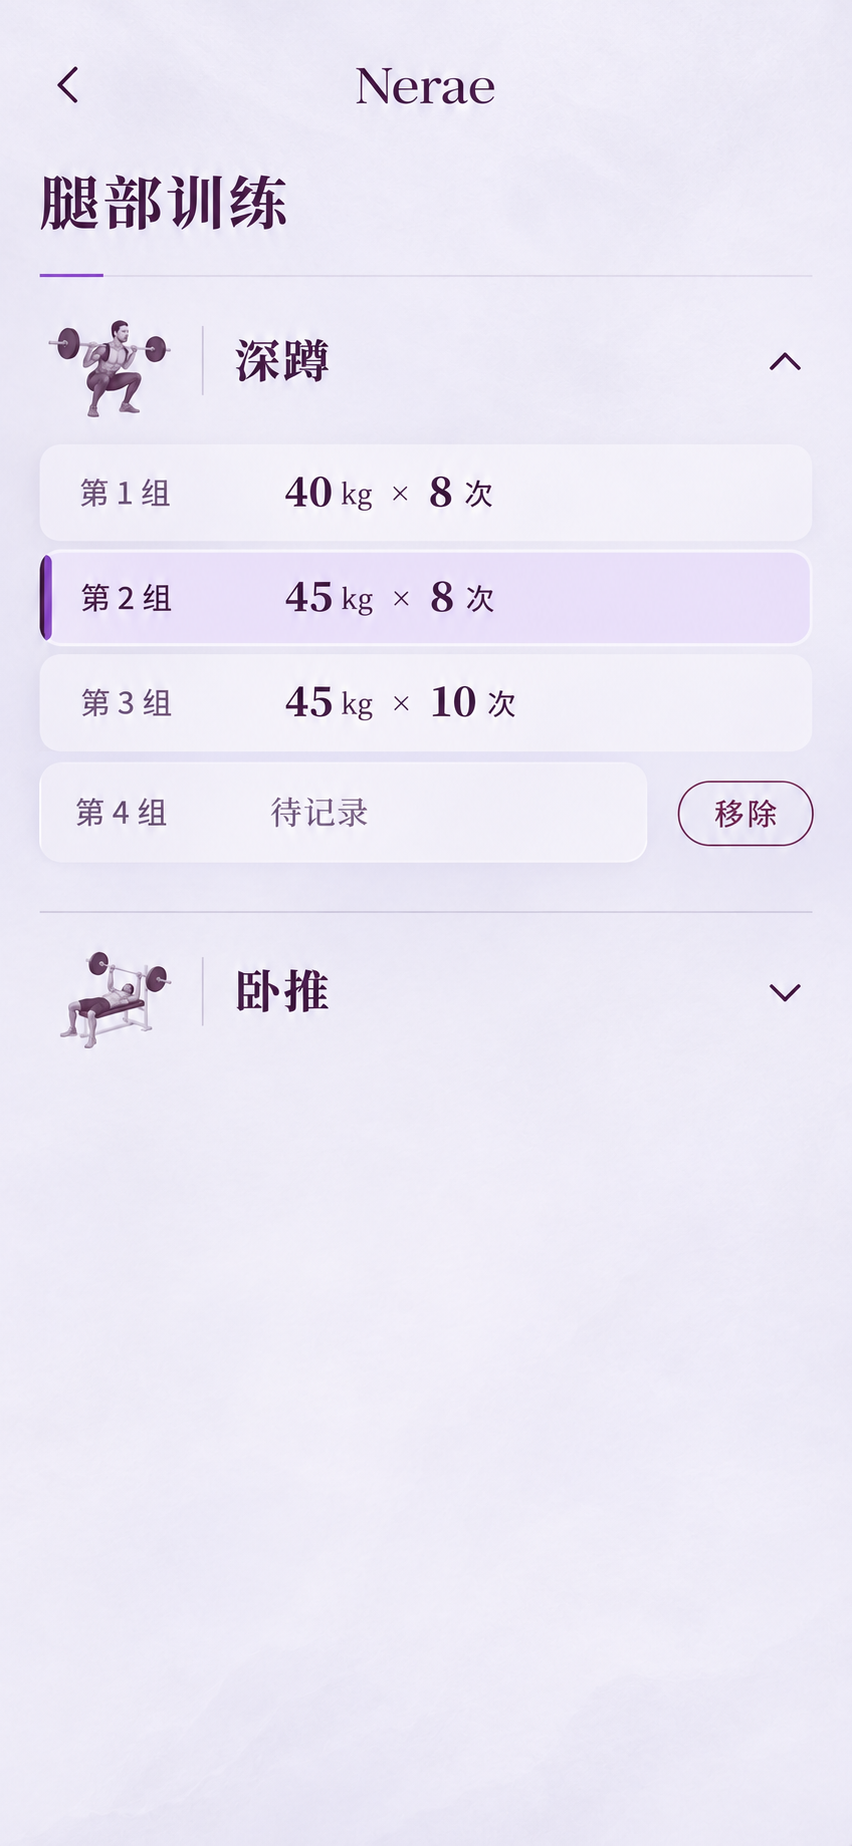 Nerae
腿部训练
深蹲
第 1 组 40 kg × 8 次
第 2 组 45 kg × 8 次
第 3 组 45 kg × 10 次
第 4 组 待记录 移除
卧推